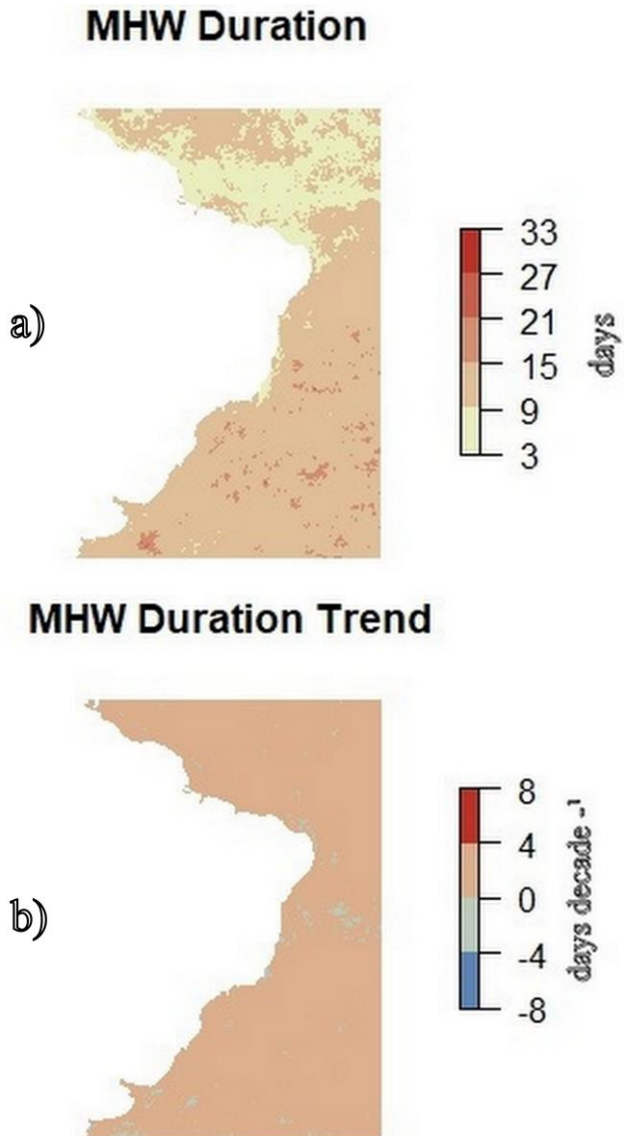 MHW Duration
a)
33
27
21
15
9
3
days
MHW Duration Trend
b)
8
4
0
-4
-8
days decade -¹